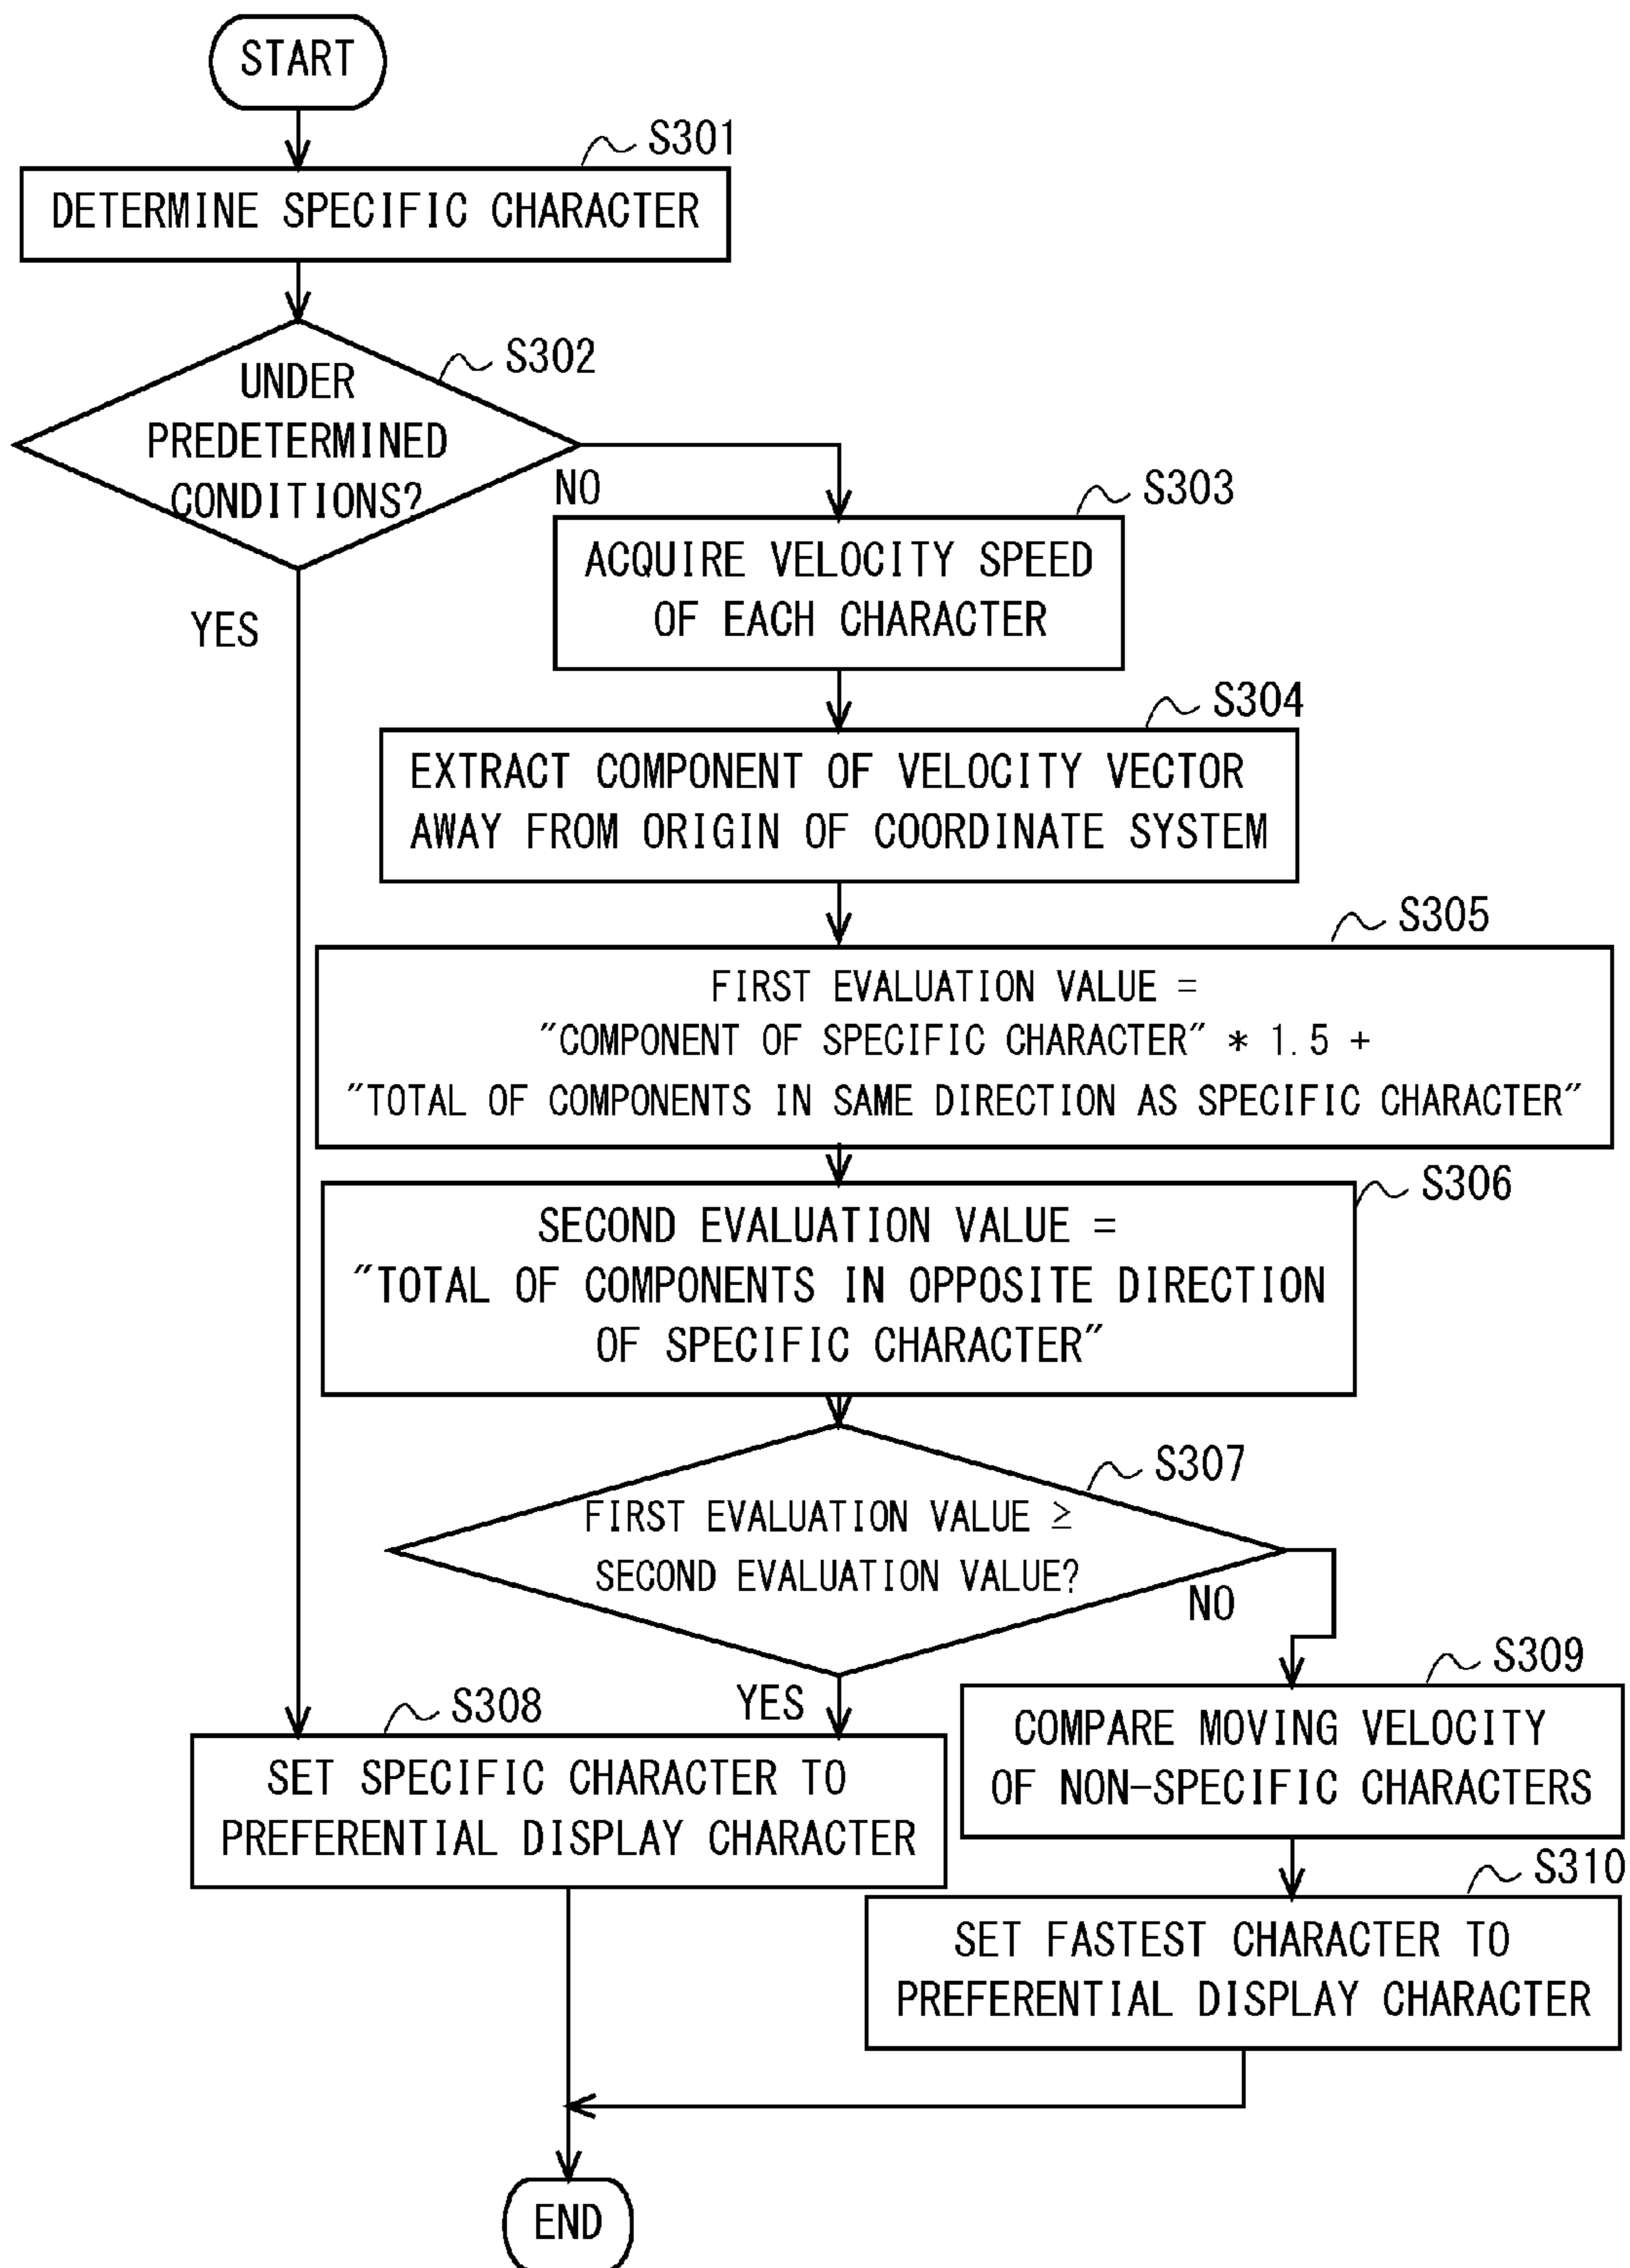 START
S301
DETERMINE SPECIFIC CHARACTER
S302
UNDER
PREDETERMINED
CONDITIONS?
NO
YES
S303
ACQUIRE VELOCITY SPEED
OF EACH CHARACTER
S304
EXTRACT COMPONENT OF VELOCITY VECTOR
AWAY FROM ORIGIN OF COORDINATE SYSTEM
S305
FIRST EVALUATION VALUE =
"COMPONENT OF SPECIFIC CHARACTER" * 1.5 +
"TOTAL OF COMPONENTS IN SAME DIRECTION AS SPECIFIC CHARACTER"
S306
SECOND EVALUATION VALUE =
"TOTAL OF COMPONENTS IN OPPOSITE DIRECTION
OF SPECIFIC CHARACTER"
S307
FIRST EVALUATION VALUE ≥
SECOND EVALUATION VALUE?
NO
YES
S308
SET SPECIFIC CHARACTER TO
PREFERENTIAL DISPLAY CHARACTER
S309
COMPARE MOVING VELOCITY
OF NON-SPECIFIC CHARACTERS
S310
SET FASTEST CHARACTER TO
PREFERENTIAL DISPLAY CHARACTER
END